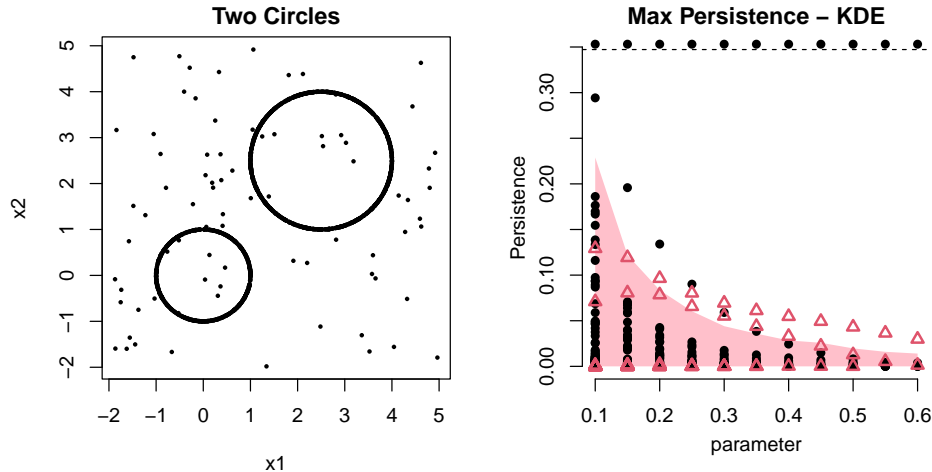 Two Circles
x2
5
4
3
2
1
0
−1
−2
−2 −1 0 1 2 3 4 5
x1
Max Persistence − KDE
Persistence
0.30
0.20
0.10
0.00
0.1 0.2 0.3 0.4 0.5 0.6
parameter